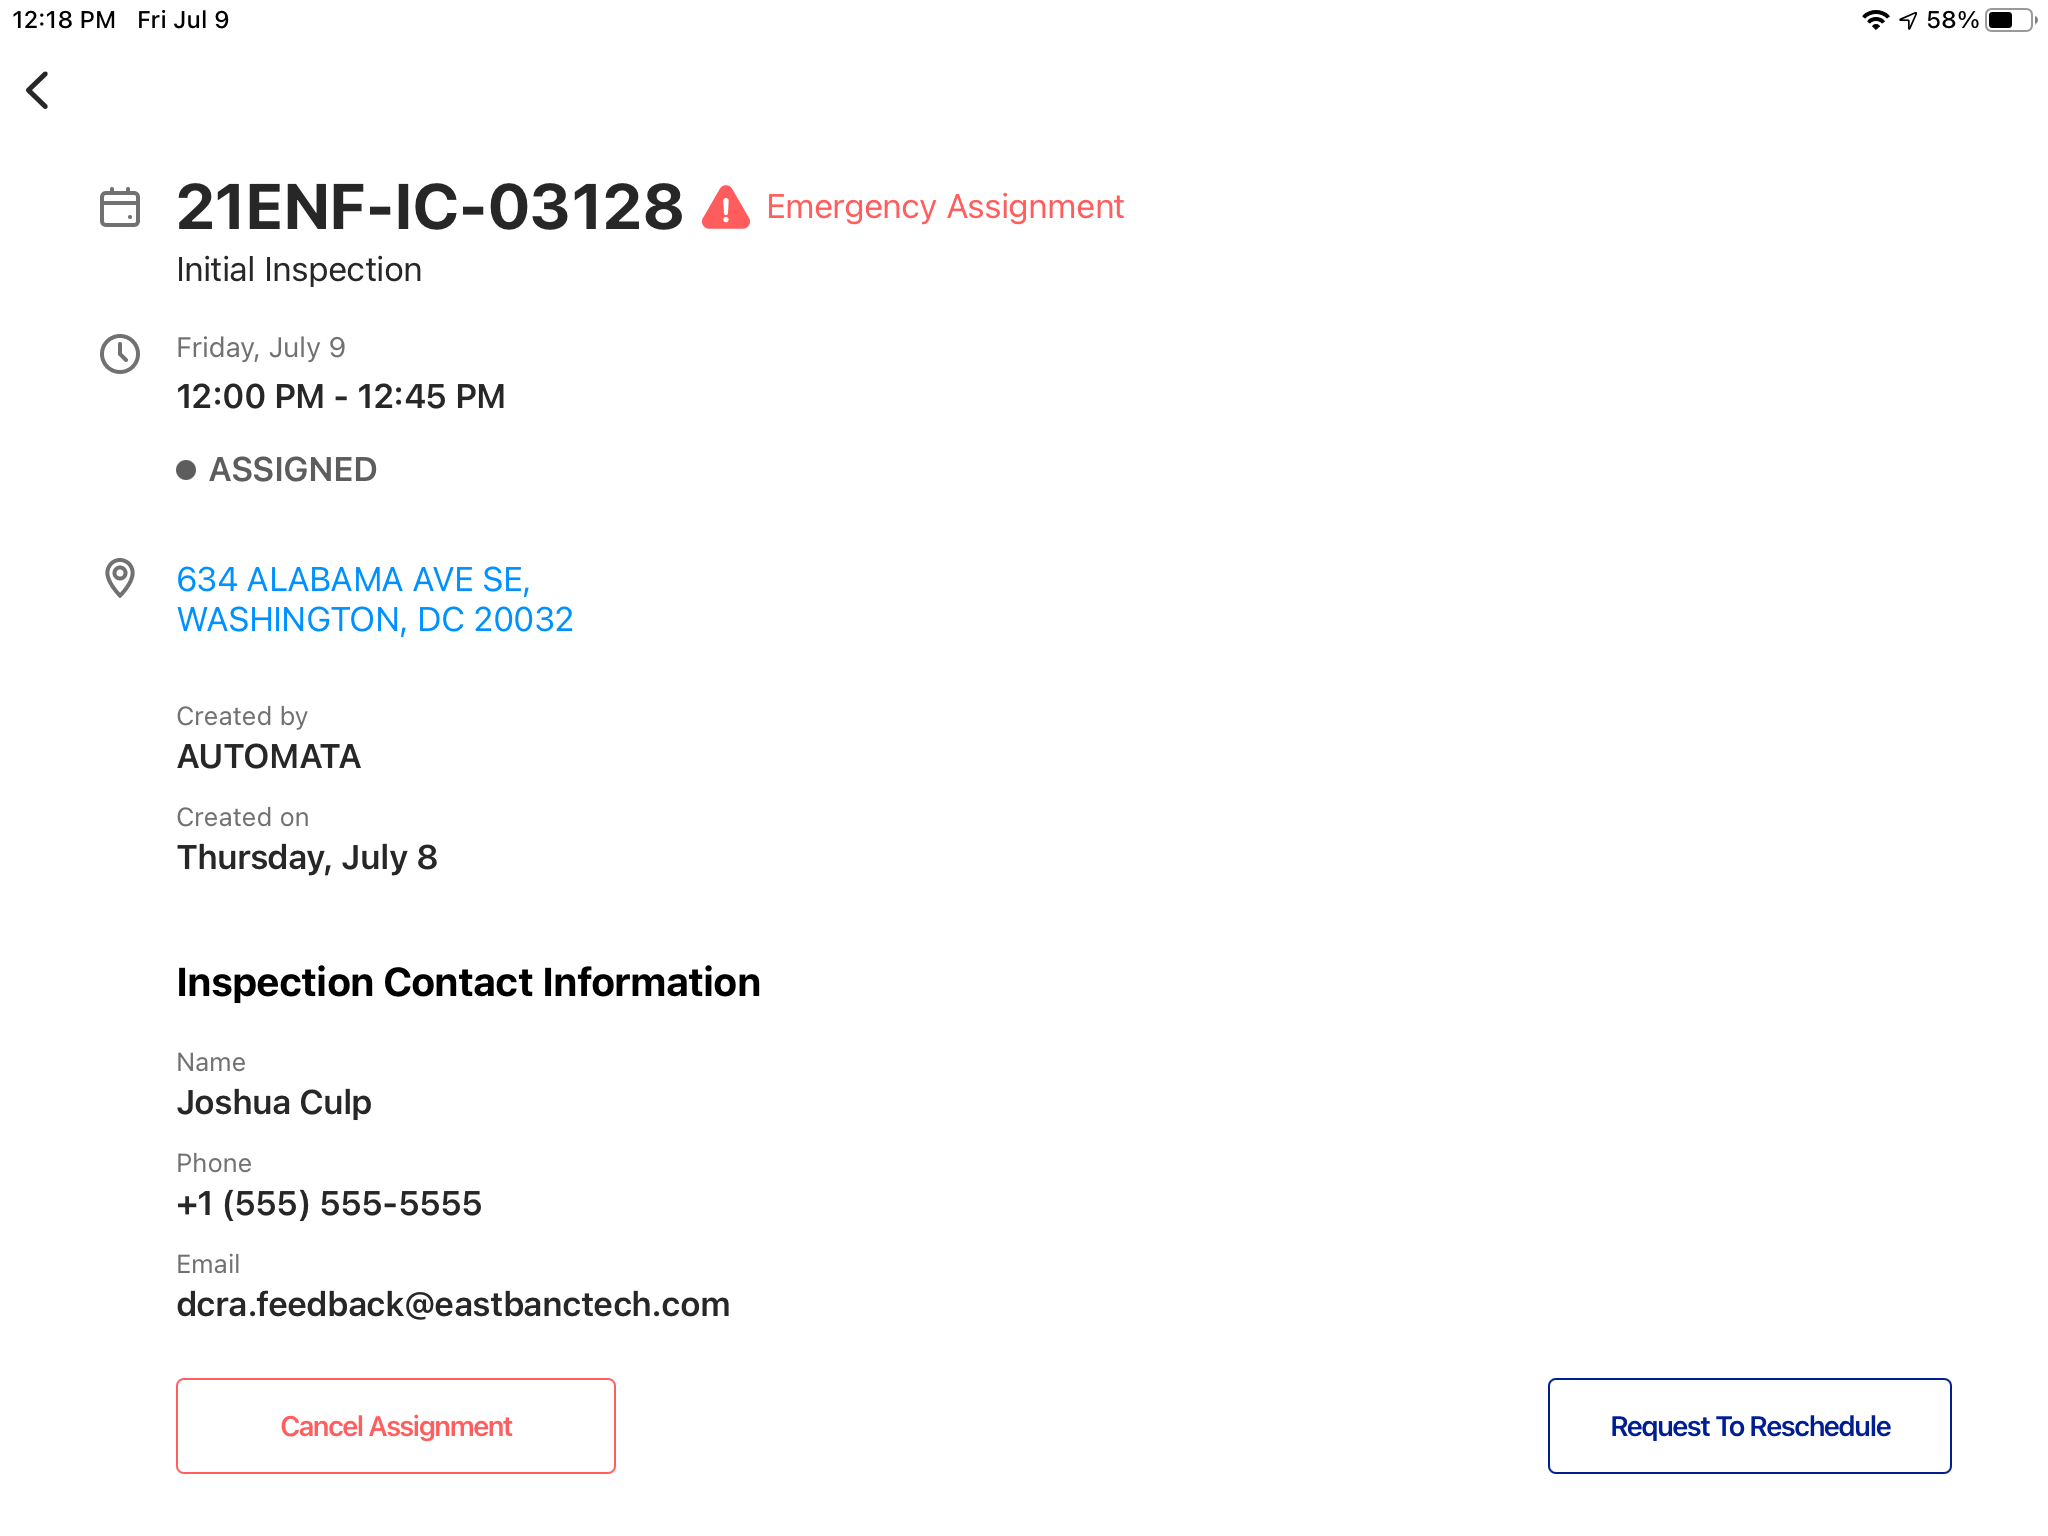 12:18 PM Fri Jul 9 58%
21ENF-IC-03128 Emergency Assignment
Initial Inspection
Friday, July 9
12:00 PM - 12:45 PM
ASSIGNED
634 ALABAMA AVE SE,
WASHINGTON, DC 20032
Created by
AUTOMATA
Created on
Thursday, July 8
Inspection Contact Information
Name
Joshua Culp
Phone
+1 (555) 555-5555
Email
dcra.feedback@eastbanctech.com
Cancel Assignment Request To Reschedule